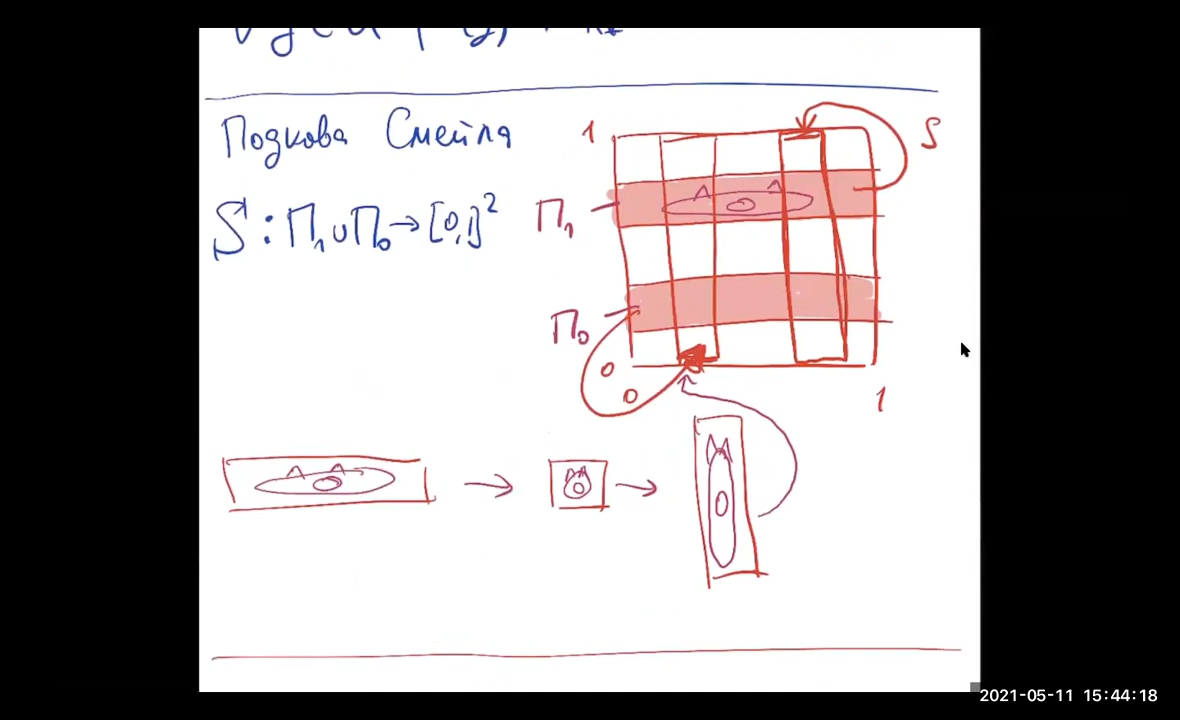 Подкова Смейла
S : П₁ ∪ П₀ → [0,1]²
1
S
П₁
П₀
0
0
1
2021-05-11 15:44:18